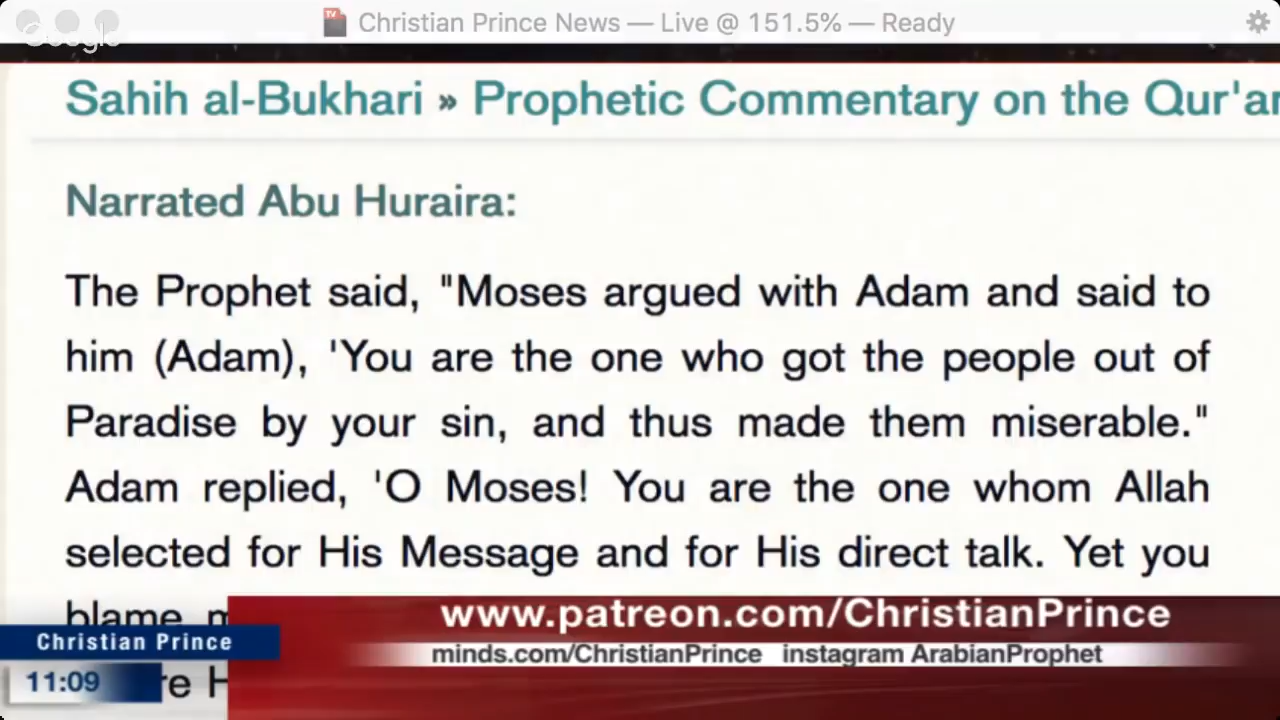 Christian Prince News — Live @ 151.5% — Ready
Google
Sahih al-Bukhari » Prophetic Commentary on the Qur'an
Narrated Abu Huraira:
The Prophet said, "Moses argued with Adam and said to
him (Adam), 'You are the one who got the people out of
Paradise by your sin, and thus made them miserable."
Adam replied, 'O Moses! You are the one whom Allah
selected for His Message and for His direct talk. Yet you
blame
www.patreon.com/ChristianPrince
Christian Prince
minds.com/ChristianPrince instagram ArabianProphet
11:09